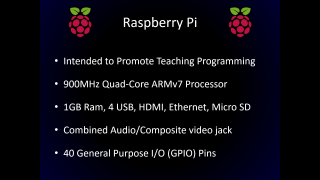 Raspberry Pi
• Intended to Promote Teaching Programming
• 900MHz Quad-Core ARMv7 Processor
• 1GB Ram, 4 USB, HDMI, Ethernet, Micro SD
• Combined Audio/Composite video jack
• 40 General Purpose I/O (GPIO) Pins